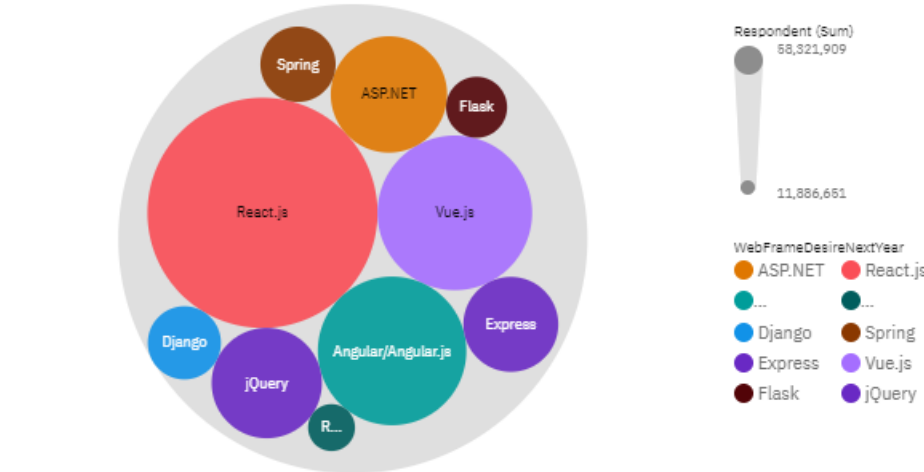 Spring
ASP.NET
Flask
React.js
Vue.js
Django
Express
Angular/Angular.js
jQuery
R...
Respondent (Sum)
58,321,909
11,886,651
WebFrameDesireNextYear
ASP.NET React.js
... ...
Django Spring
Express Vue.js
Flask jQuery